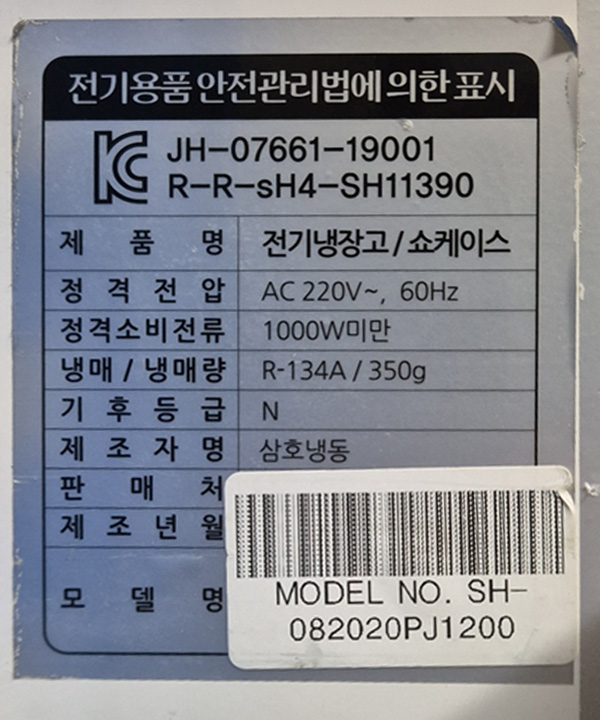 전기용품안전관리법에의한표시
KC JH-07661-19001
R-R-sH4-SH11390
제 품 명 전기냉장고/쇼케이스
정 격 전 압 AC 220V~, 60Hz
정격소비전류 1000W미만
냉매 / 냉매량 R-134A / 350g
기 후 등 급 N
제 조 자 명 삼호냉동
판 매 처
제 조 년 월
모 델 명
MODEL NO. SH-
082020PJ1200